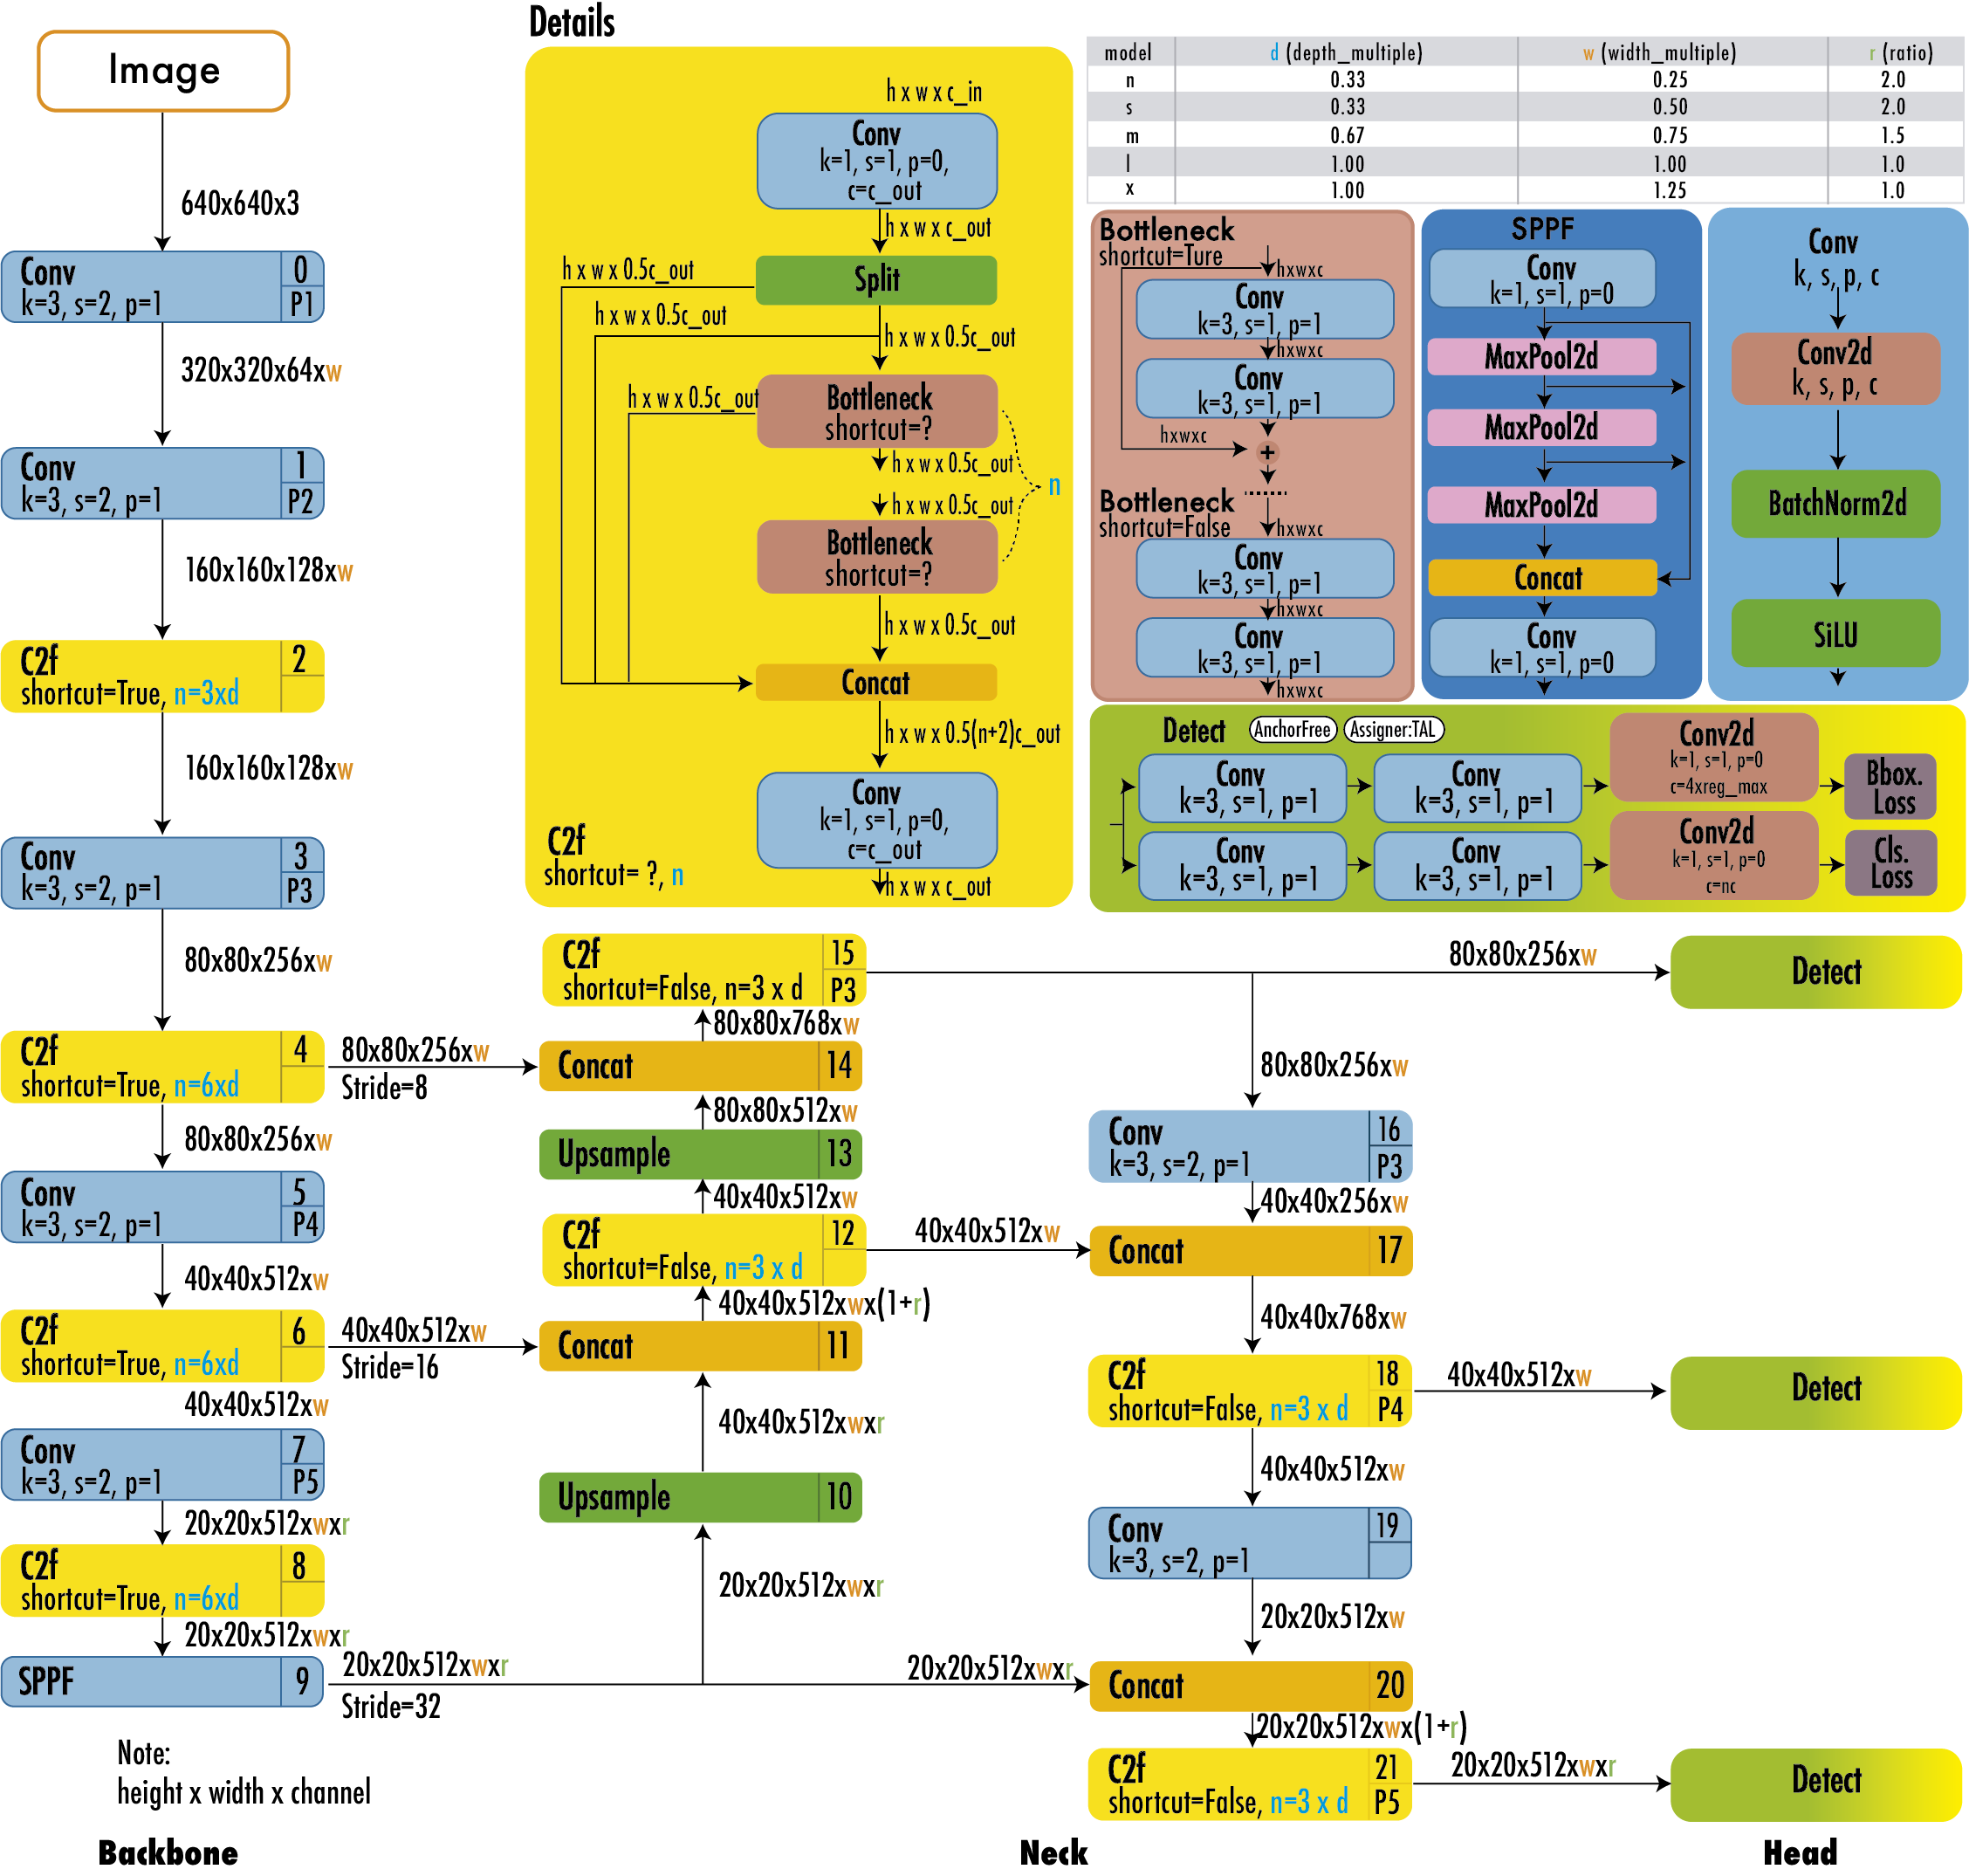 Image
640x640x3
Conv
k=3, s=2, p=1
0
P1
320x320x64xw
Conv
k=3, s=2, p=1
1
P2
160x160x128xw
C2f
shortcut=True, n=3xd
2
160x160x128xw
Conv
k=3, s=2, p=1
3
P3
80x80x256xw
C2f
shortcut=True, n=6xd
4
80x80x256xw
Stride=8
80x80x256xw
Conv
k=3, s=2, p=1
5
P4
40x40x512xw
C2f
shortcut=True, n=6xd
6
40x40x512xw
Stride=16
40x40x512xw
Conv
k=3, s=2, p=1
7
P5
20x20x512xwxr
C2f
shortcut=True, n=6xd
8
20x20x512xwxr
SPPF
9
20x20x512xwxr
Stride=32
Note:
height x width x channel
Backbone
Details
h x w x c_in
Conv
k=1, s=1, p=0,
c=c_out
h x w x c_out
Split
h x w x 0.5c_out
h x w x 0.5c_out
h x w x 0.5c_out
Bottleneck
shortcut=?
h x w x 0.5c_out
h x w x 0.5c_out
n
h x w x 0.5c_out
Bottleneck
shortcut=?
h x w x 0.5c_out
Concat
h x w x 0.5(n+2)c_out
Conv
k=1, s=1, p=0,
c=c_out
h x w x c_out
C2f
shortcut= ?, n
model d (depth_multiple) w (width_multiple) r (ratio)
n 0.33 0.25 2.0
s 0.33 0.50 2.0
m 0.67 0.75 1.5
l 1.00 1.00 1.0
x 1.00 1.25 1.0
Bottleneck
shortcut=Ture
hxwxc
Conv
k=3, s=1, p=1
hxwxc
Conv
k=3, s=1, p=1
hxwxc
+
Bottleneck
shortcut=False
hxwxc
Conv
k=3, s=1, p=1
hxwxc
Conv
k=3, s=1, p=1
hxwxc
SPPF
Conv
k=1, s=1, p=0
MaxPool2d
MaxPool2d
MaxPool2d
Concat
Conv
k=1, s=1, p=0
Conv
k, s, p, c
Conv2d
k, s, p, c
BatchNorm2d
SiLU
Detect
AnchorFree
Assigner:TAL
Conv
k=3, s=1, p=1
Conv
k=3, s=1, p=1
Conv2d
k=1, s=1, p=0
c=4xreg_max
Bbox.
Loss
Conv
k=3, s=1, p=1
Conv
k=3, s=1, p=1
Conv2d
k=1, s=1, p=0
c=nc
Cls.
Loss
C2f
shortcut=False, n=3 x d
15
P3
80x80x768xw
Concat
14
80x80x512xw
Upsample
13
40x40x512xw
C2f
shortcut=False, n=3 x d
12
40x40x512xw
40x40x512xwx(1+r)
Concat
11
40x40x512xwxr
Upsample
10
20x20x512xwxr
80x80x256xw
Detect
80x80x256xw
Conv
k=3, s=2, p=1
16
P3
40x40x256xw
Concat
17
40x40x768xw
C2f
shortcut=False, n=3 x d
18
P4
40x40x512xw
Detect
40x40x512xw
Conv
k=3, s=2, p=1
19
20x20x512xw
20x20x512xwxr
Concat
20
20x20x512xwx(1+r)
C2f
shortcut=False, n=3 x d
21
P5
20x20x512xwxr
Detect
Neck
Head